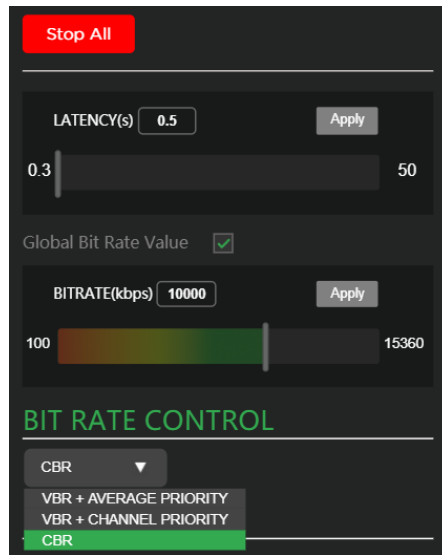 Stop All
LATENCY(s) 0.5 Apply
0.3 50
Global Bit Rate Value
BITRATE(kbps) 10000 Apply
100 15360
BIT RATE CONTROL
CBR ▼
VBR + AVERAGE PRIORITY
VBR + CHANNEL PRIORITY
CBR